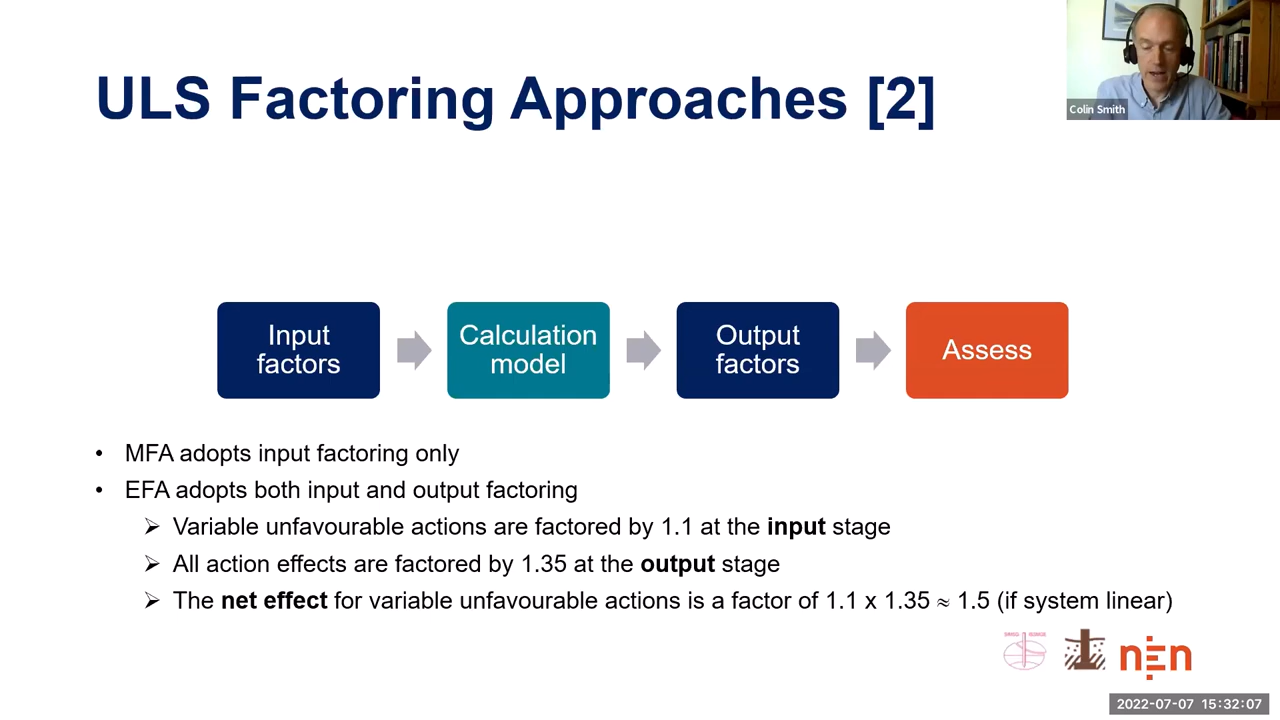 ULS Factoring Approaches [2]
Colin Smith
Input
factors
Calculation
model
Output
factors
Assess
• MFA adopts input factoring only
• EFA adopts both input and output factoring
➢ Variable unfavourable actions are factored by 1.1 at the input stage
➢ All action effects are factored by 1.35 at the output stage
➢ The net effect for variable unfavourable actions is a factor of 1.1 x 1.35 ≈ 1.5 (if system linear)
nen
2022-07-07 15:32:07